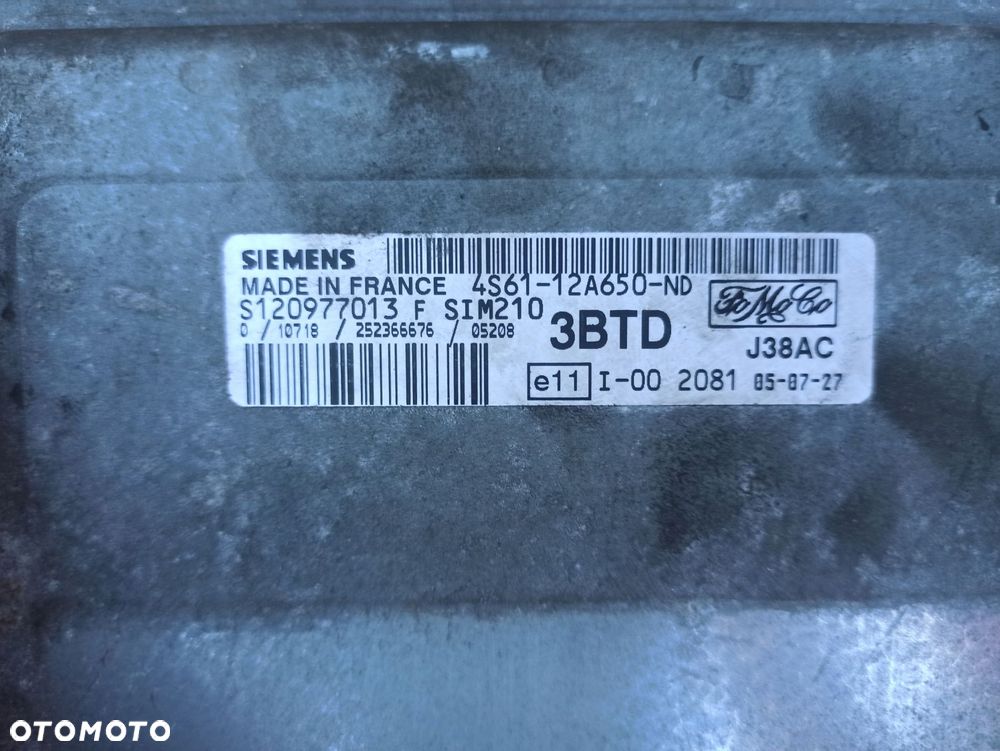 SIEMENS
MADE IN FRANCE 4S61-12A650-ND
S120977013 F SIM210
FoMoCo
0 / 10718 / 252366676 / 05208
3BTD
J38AC
e11 I-00 2081 05-07-27
OTOMOTO